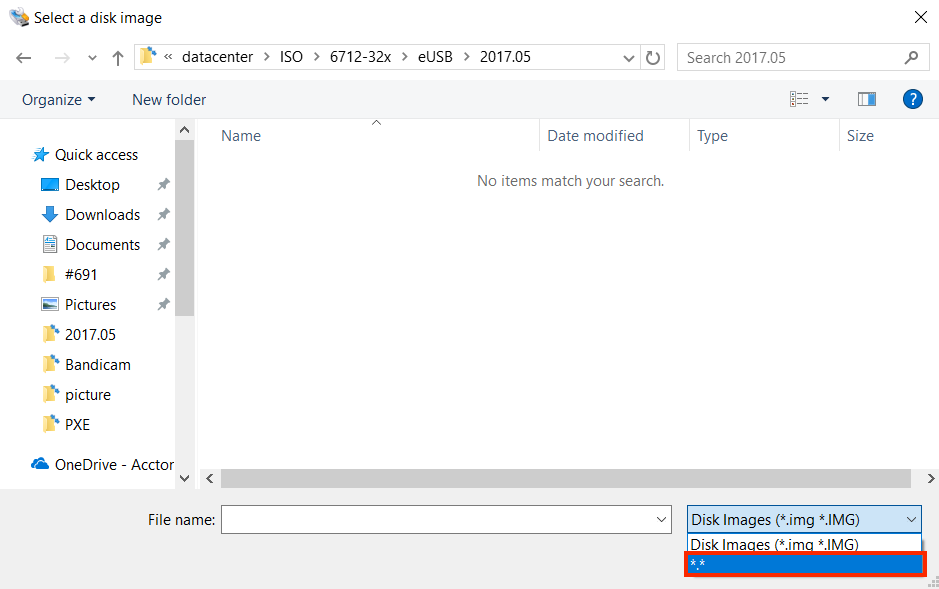 Select a disk image
« datacenter > ISO > 6712-32x > eUSB > 2017.05
Search 2017.05
Organize
New folder
?
Name
Date modified
Type
Size
No items match your search.
Quick access
Desktop
Downloads
Documents
#691
Pictures
2017.05
Bandicam
picture
PXE
OneDrive - Acctor
File name:
Disk Images (*.img *.IMG)
Disk Images (*.img *.IMG)
*.*